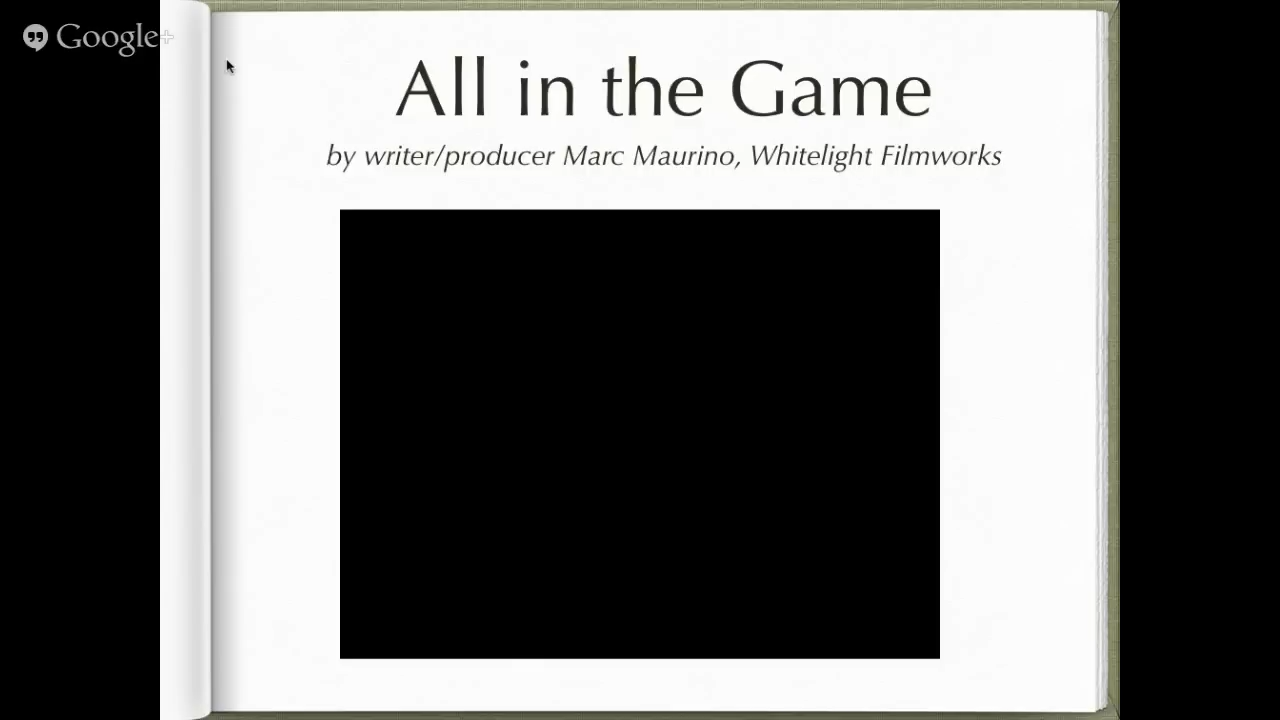 Google+
All in the Game
by writer/producer Marc Maurino, Whitelight Filmworks